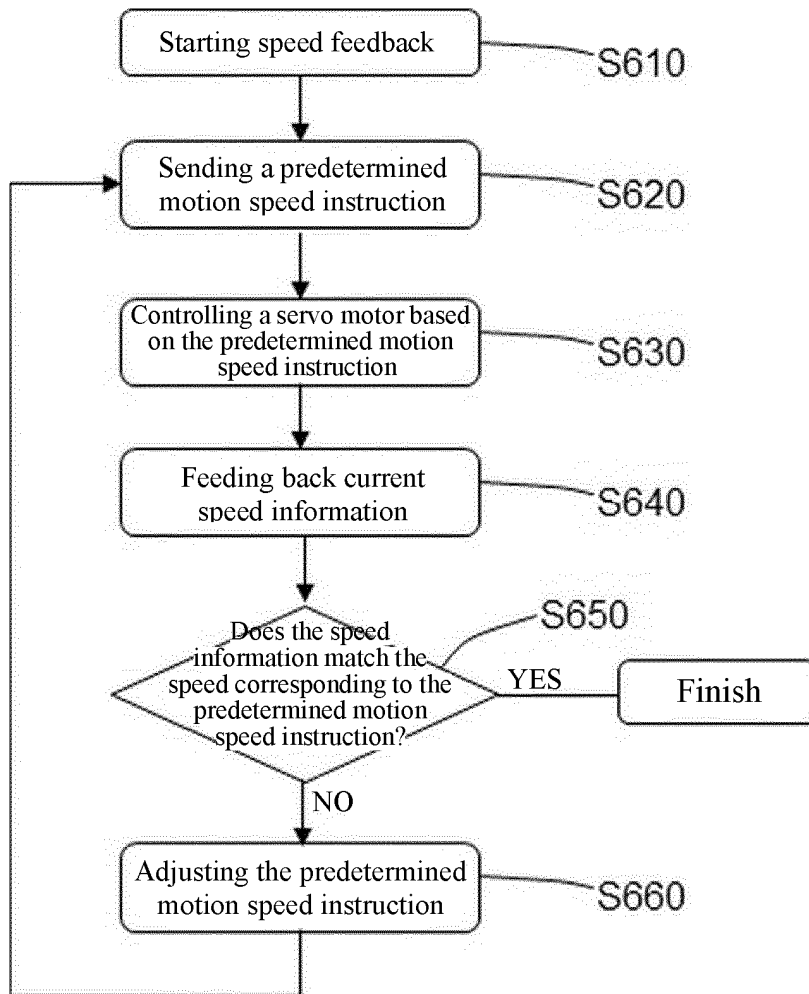 Starting speed feedback
S610
Sending a predetermined
motion speed instruction
S620
Controlling a servo motor based
on the predetermined motion
speed instruction
S630
Feeding back current
speed information
S640
Does the speed
information match the
speed corresponding to the
predetermined motion
speed instruction?
S650
YES
Finish
NO
Adjusting the predetermined
motion speed instruction
S660